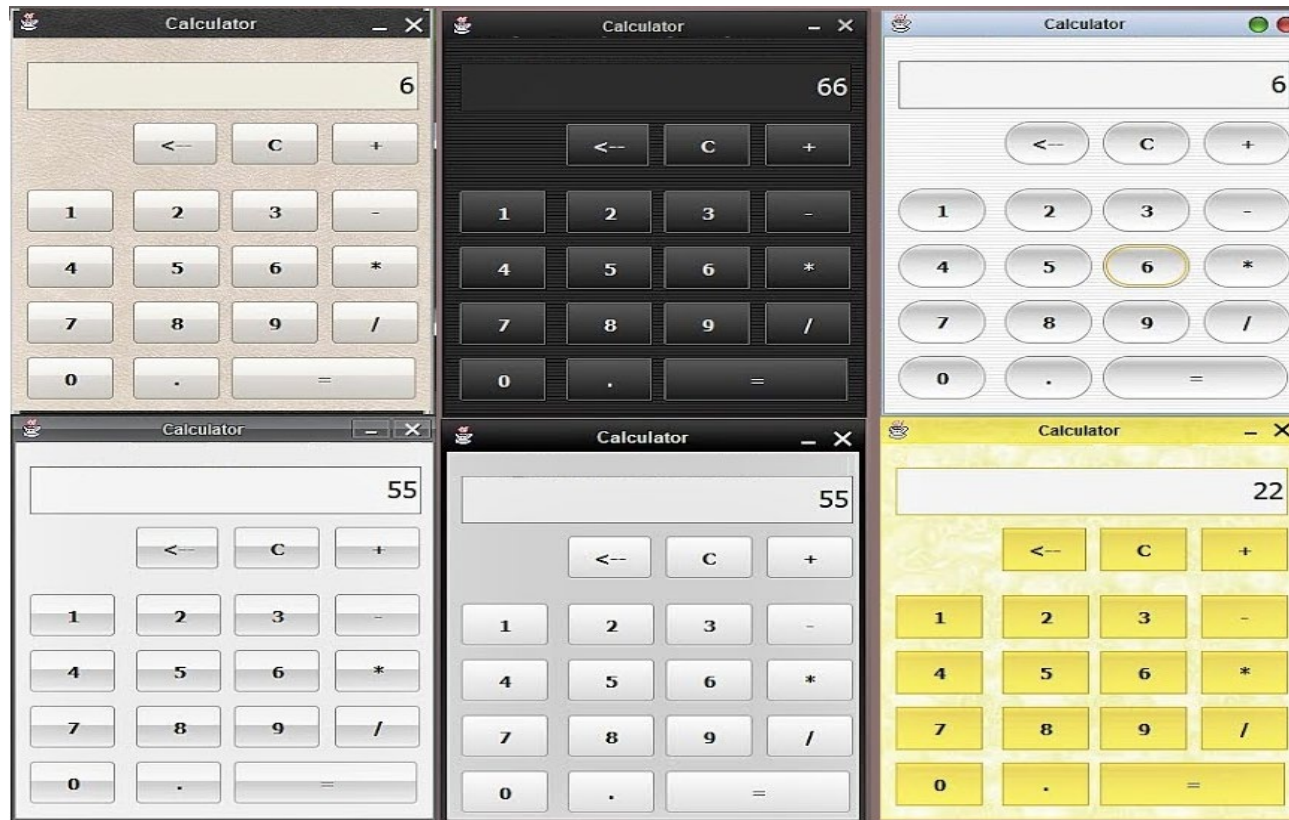 Calculator
6
<-- C +
1 2 3 -
4 5 6 *
7 8 9 /
0 . =
Calculator
66
<-- C +
1 2 3 -
4 5 6 *
7 8 9 /
0 . =
Calculator
6
<-- C +
1 2 3 -
4 5 6 *
7 8 9 /
0 . =
Calculator
55
<-- C +
1 2 3 -
4 5 6 *
7 8 9 /
0 . =
Calculator
55
<-- C +
1 2 3 -
4 5 6 *
7 8 9 /
0 . =
Calculator
22
<-- C +
1 2 3 -
4 5 6 *
7 8 9 /
0 . =